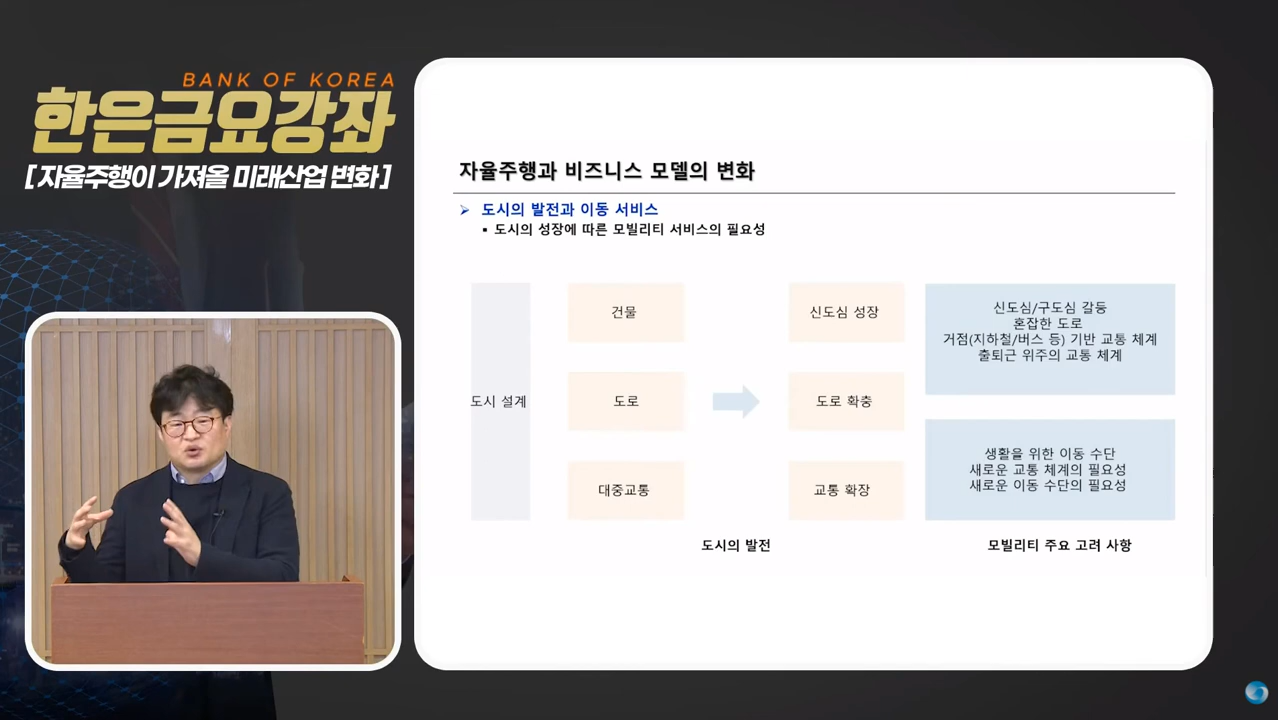 BANK OF KOREA
한은금요강좌
[ 자율주행이 가져올 미래산업 변화 ]
자율주행과 비즈니스 모델의 변화
➢ 도시의 발전과 이동 서비스
▪ 도시의 성장에 따른 모빌리티 서비스의 필요성
도시 설계
건물
도로
대중교통
신도심 성장
도로 확충
교통 확장
신도심/구도심 갈등
혼잡한 도로
거점(지하철/버스 등) 기반 교통 체계
출퇴근 위주의 교통 체계
생활을 위한 이동 수단
새로운 교통 체계의 필요성
새로운 이동 수단의 필요성
도시의 발전
모빌리티 주요 고려 사항